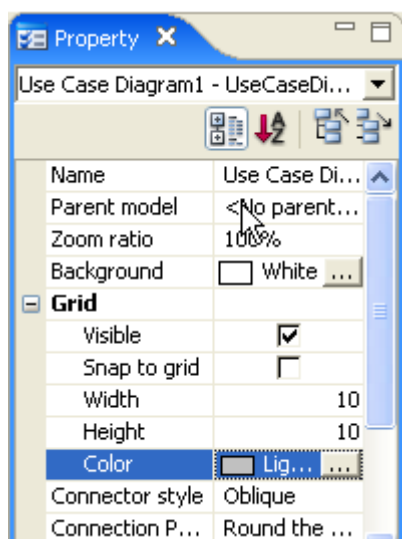 Property
Use Case Diagram1 - UseCaseDi...
Name Use Case Di...
Parent model <No parent...
Zoom ratio 100%
Background White ...
Grid
Visible
Snap to grid
Width 10
Height 10
Color Lig... ...
Connector style Oblique
Connection P... Round the ...